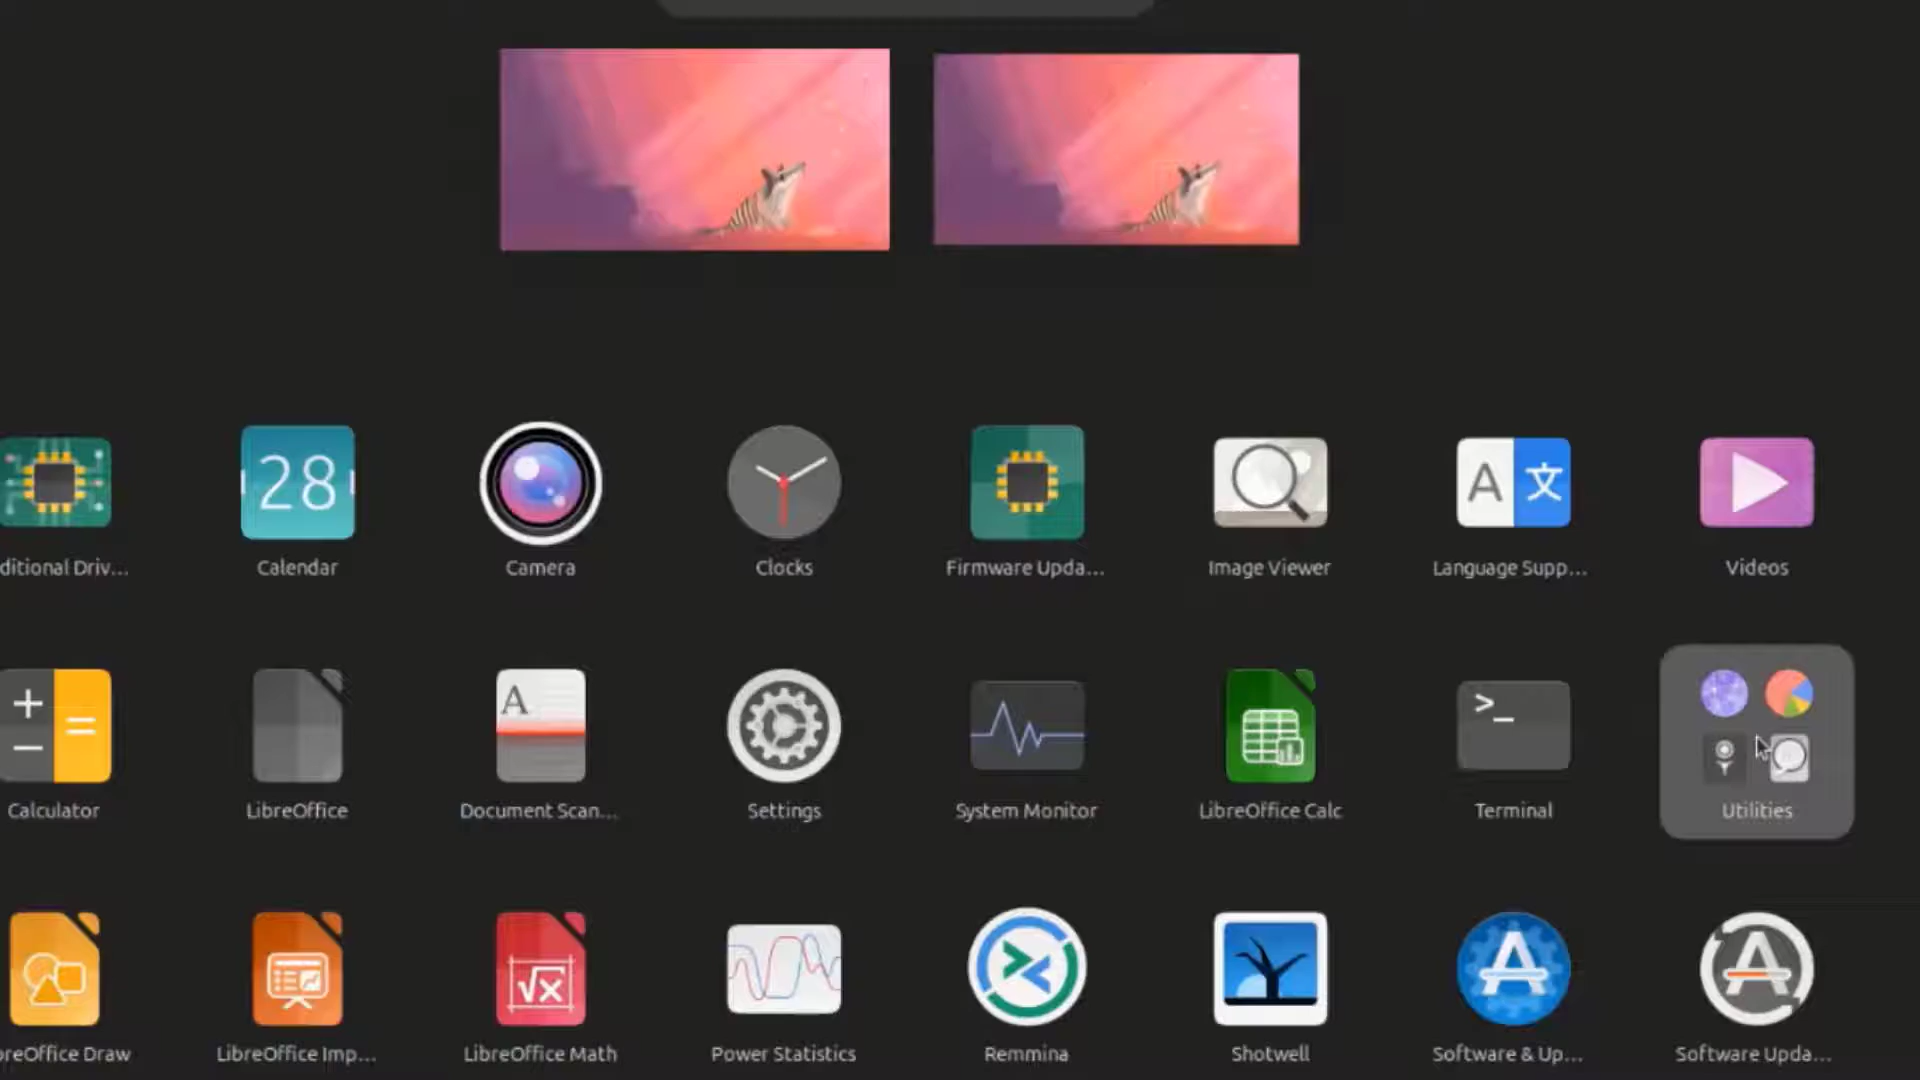 28
A 文
ditional Driv...
Calendar
Camera
Clocks
Firmware Upda...
Image Viewer
Language Supp...
Videos
A
>_
Calculator
LibreOffice
Document Scan...
Settings
System Monitor
LibreOffice Calc
Terminal
Utilities
√x
breOffice Draw
LibreOffice Imp...
LibreOffice Math
Power Statistics
Remmina
Shotwell
Software & Up...
Software Upda...